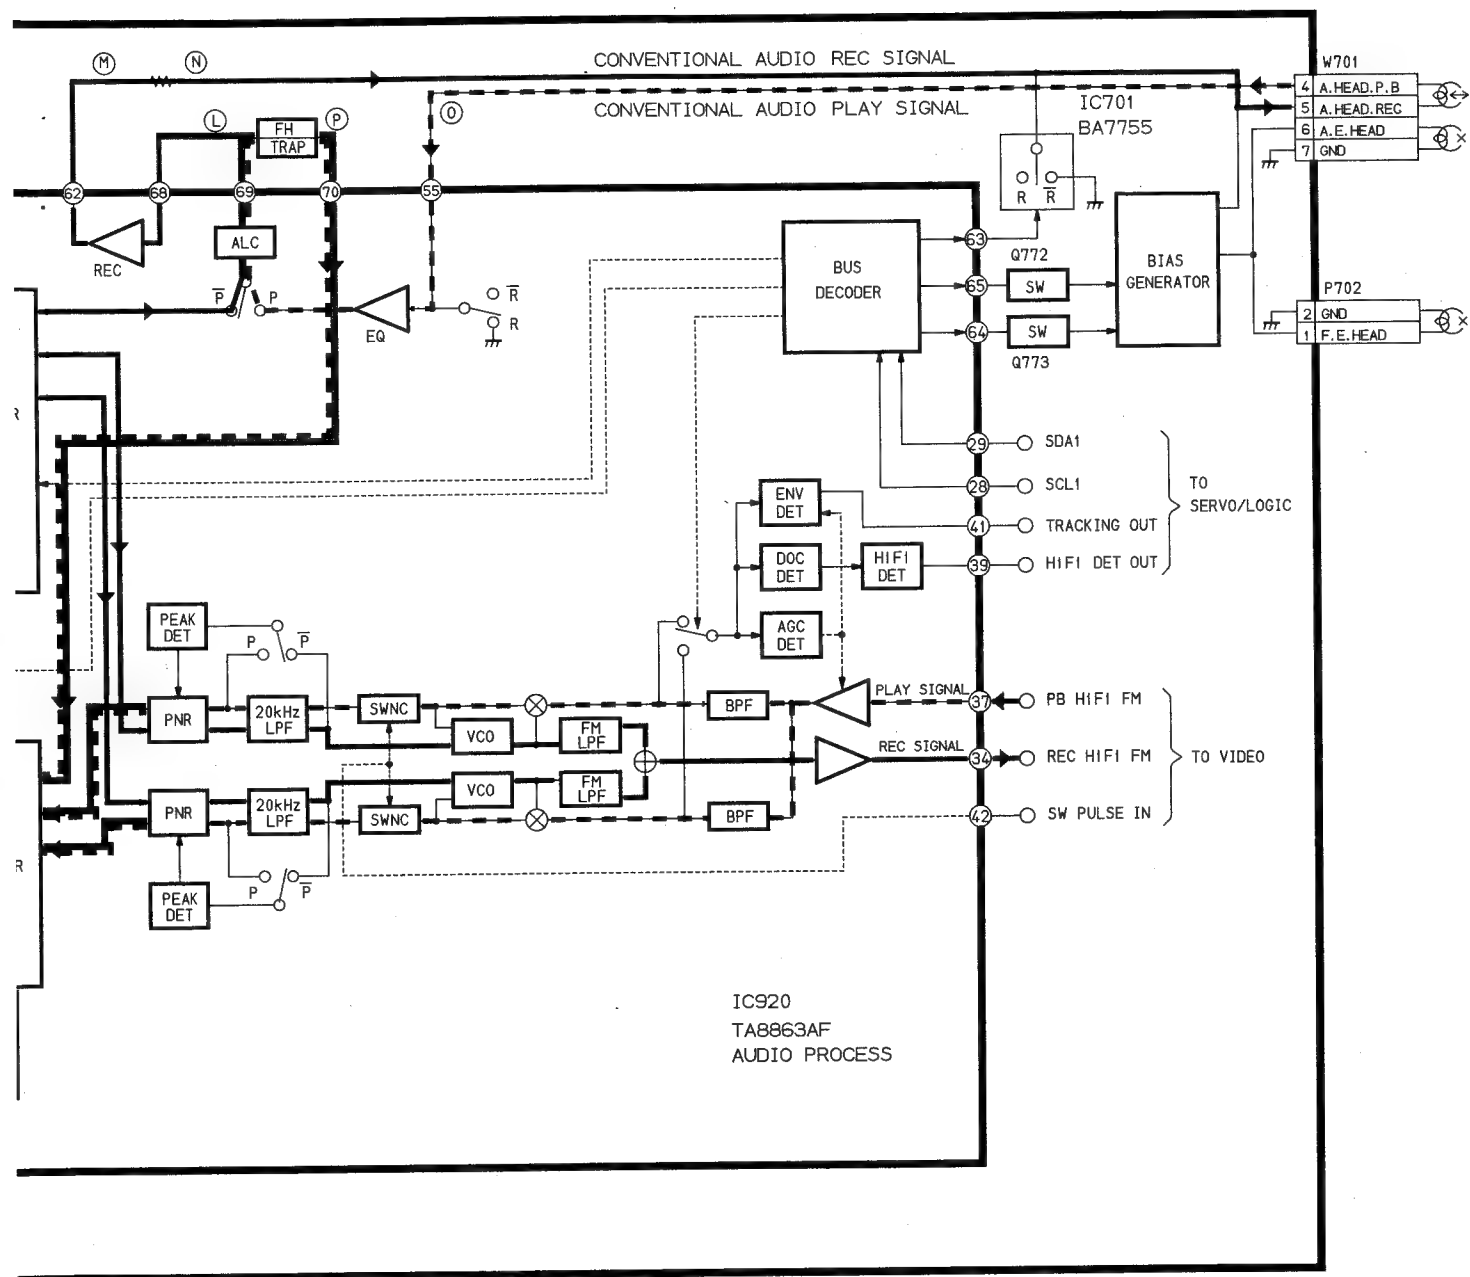 CONVENTIONAL AUDIO REC SIGNAL
CONVENTIONAL AUDIO PLAY SIGNAL
M
N
O
L
P
FH
TRAP
IC701
BA7755
W701
4 A.HEAD.P.B
5 A.HEAD.REC
6 A.E.HEAD
7 GND
62
68
69
70
55
REC
ALC
P̅
P
EQ
R̅
R
R
R̅
BUS
DECODER
63
65
64
Q772
SW
SW
Q773
BIAS
GENERATOR
P702
2 GND
1 F.E.HEAD
R
29 SDA1
28 SCL1
41 TRACKING OUT
39 HIFI DET OUT
TO
SERVO/LOGIC
ENV
DET
DOC
DET
HIFI
DET
AGC
DET
PEAK
DET
P
P̅
PNR
20kHz
LPF
SWNC
VCO
FM
LPF
BPF
PLAY SIGNAL
37 PB HIFI FM
REC SIGNAL
34 REC HIFI FM
TO VIDEO
42 SW PULSE IN
PNR
20kHz
LPF
SWNC
VCO
FM
LPF
BPF
R
PEAK
DET
P
P̅
IC920
TA8863AF
AUDIO PROCESS